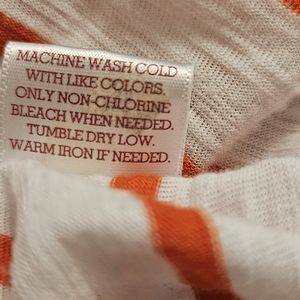 MACHINE WASH COLD
WITH LIKE COLORS.
ONLY NON-CHLORINE
BLEACH WHEN NEEDED.
TUMBLE DRY LOW.
WARM IRON IF NEEDED.